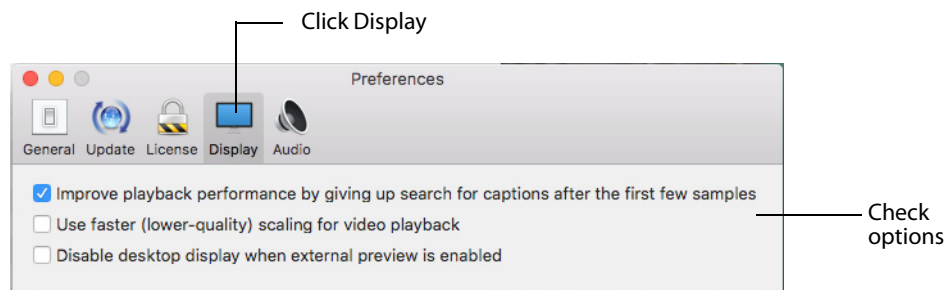 Click Display
Preferences
General Update License Display Audio
Improve playback performance by giving up search for captions after the first few samples
Use faster (lower-quality) scaling for video playback
Disable desktop display when external preview is enabled
Check
options